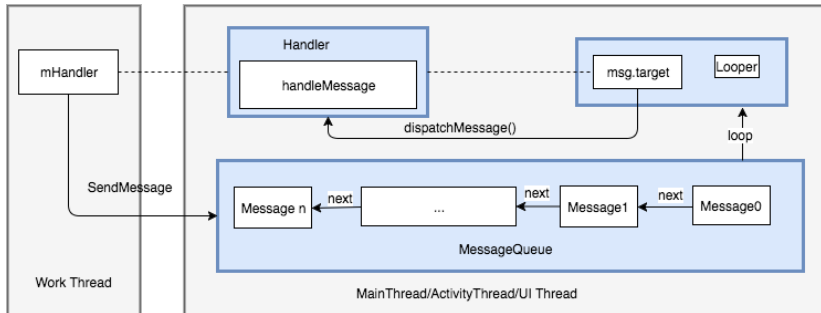 Handler
mHandler
handleMessage
msg.target
Looper
dispatchMessage()
loop
SendMessage
Message n
next
...
next
Message1
next
Message0
MessageQueue
Work Thread
MainThread/ActivityThread/UI Thread